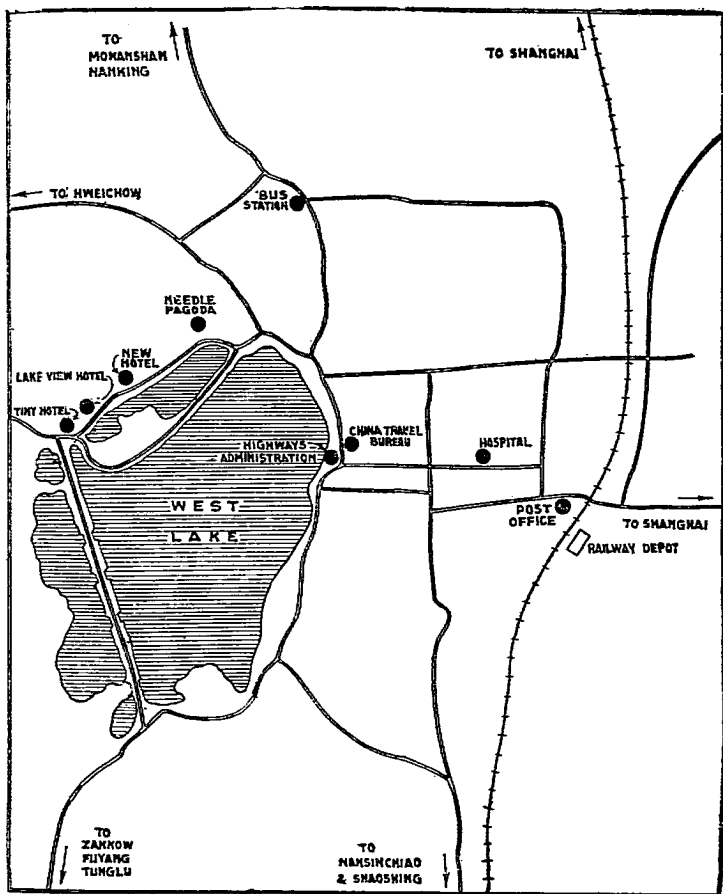 TO
MOKANSHAN
NANKING
TO SHANGHAI
TO HWEICHOW
BUS
STATION
NEEDLE
PAGODA
NEW
HOTEL
LAKE VIEW HOTEL
TINY HOTEL
CHINA TRAVEL
BUREAU
HIGHWAYS
ADMINISTRATION
HOSPITAL
WEST
LAKE
POST
OFFICE
TO SHANGHAI
RAILWAY DEPOT
TO
ZAKKOW
FUYANG
TUNGLU
TO
NANSINCHIAO
& SHAOSHING